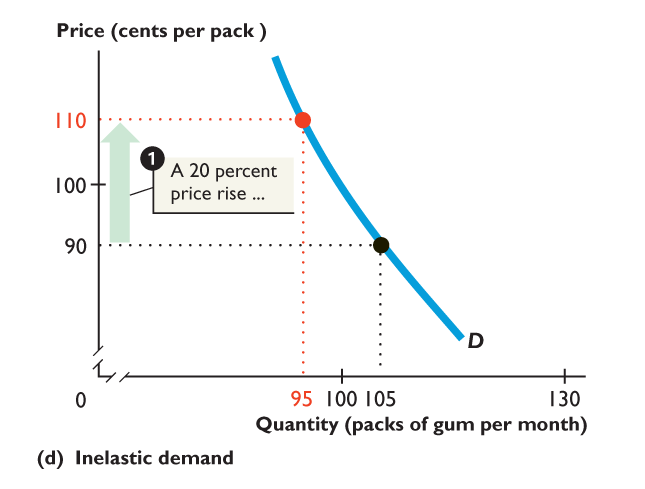 Price (cents per pack )
110
1
A 20 percent
price rise ...
100
90
D
0
95 100 105 130
Quantity (packs of gum per month)
(d) Inelastic demand